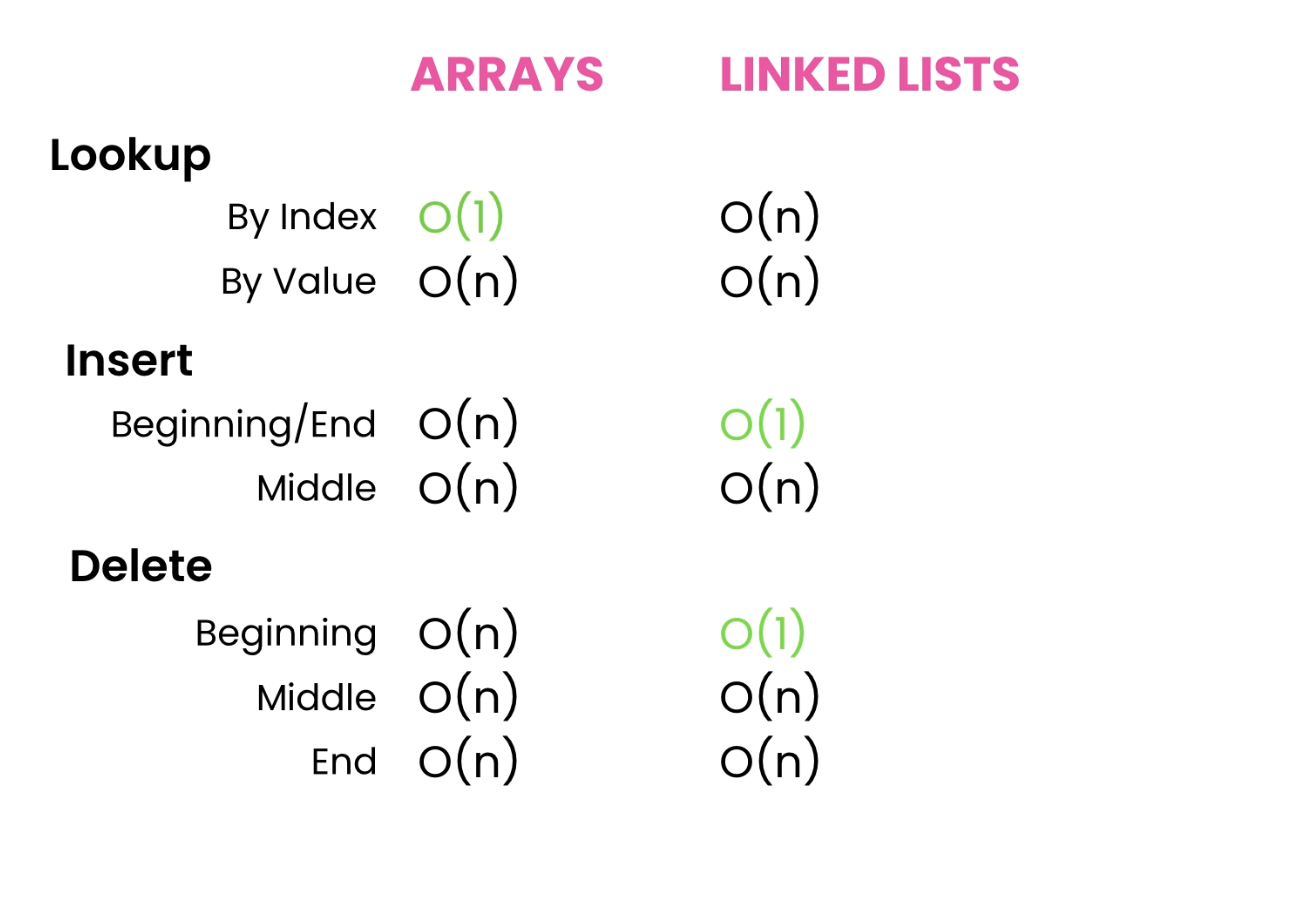 ARRAYS LINKED LISTS
Lookup
By Index O(1) O(n)
By Value O(n) O(n)
Insert
Beginning/End O(n) O(1)
Middle O(n) O(n)
Delete
Beginning O(n) O(1)
Middle O(n) O(n)
End O(n) O(n)